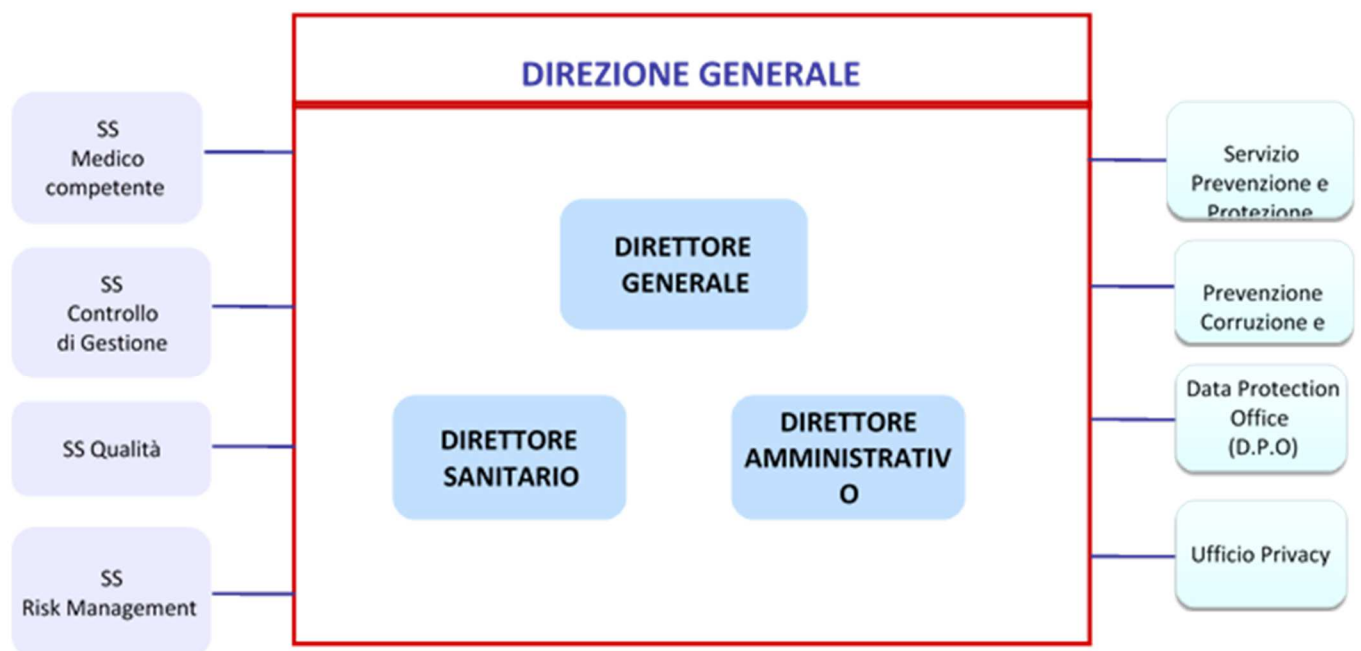 DIREZIONE GENERALE
SS
Medico
competente
SS
Controllo
di Gestione
SS Qualità
SS
Risk Management
DIRETTORE
GENERALE
DIRETTORE
SANITARIO
DIRETTORE
AMMINISTRATIV
O
Servizio
Prevenzione e
Protezione
Prevenzione
Corruzione e
Data Protection
Office
(D.P.O)
Ufficio Privacy